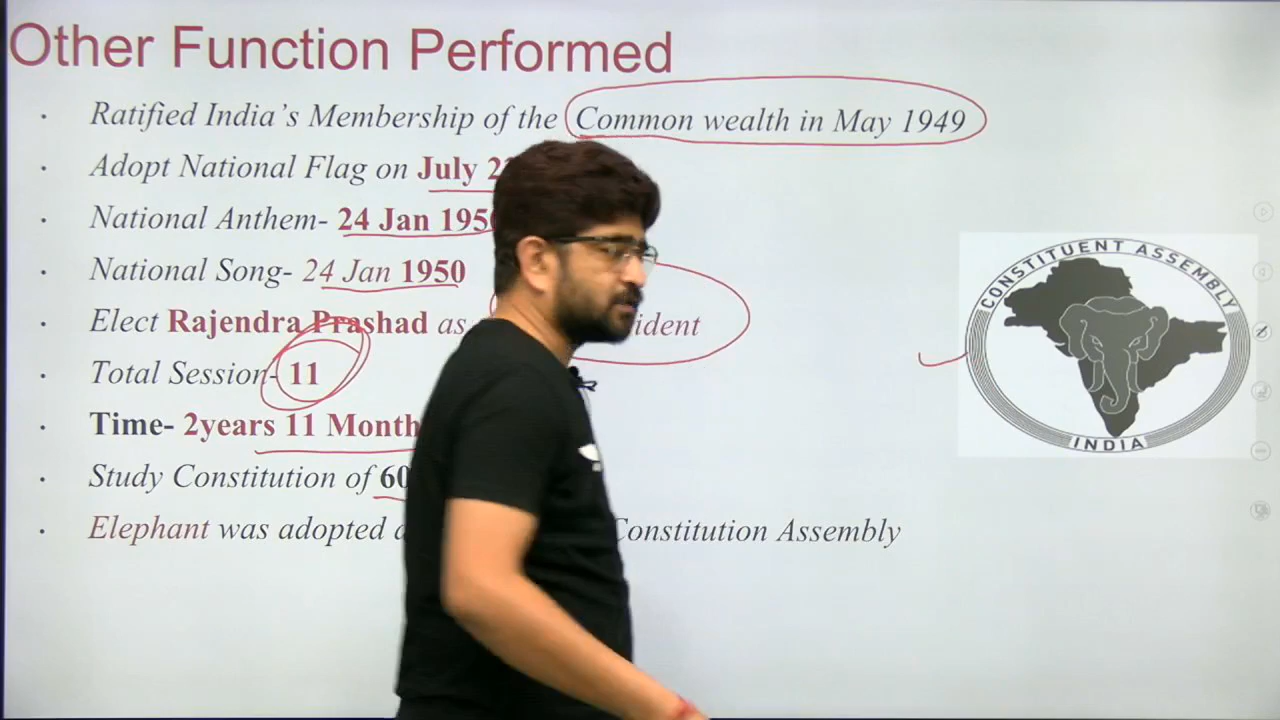 Other Function Performed
Ratified India's Membership of the Common wealth in May 1949
Adopt National Flag on July
National Anthem- 24 Jan
National Song- 24 Jan 1950
Elect Rajendra Prashad as
Total Session- 11
Time- 2years 11 Month
Study Constitution of 60
Elephant was adopted Constitution Assembly
CONSTITUENT ASSEMBLY
INDIA